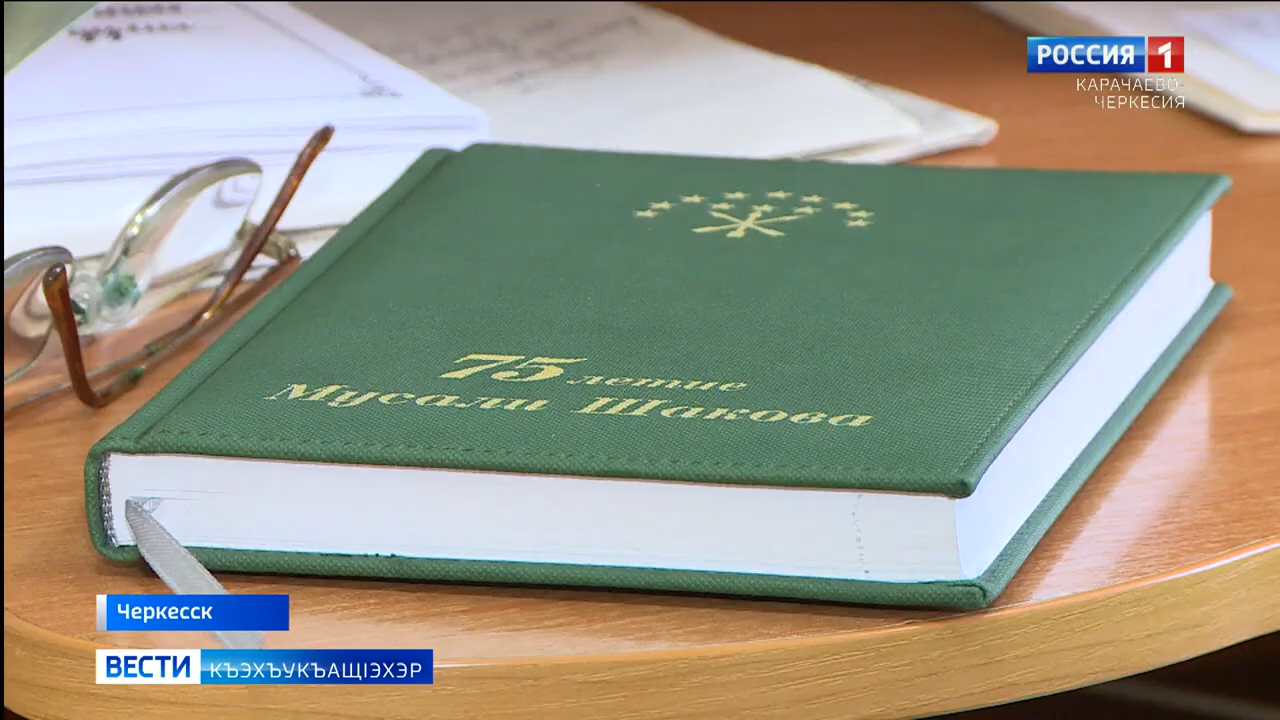 РОССИЯ 1
КАРАЧАЕВО-
ЧЕРКЕСИЯ
75 летие
Мусали Шакова
Черкесск
ВЕСТИ КЪЭХЪУКЪАЩІЭХЭР